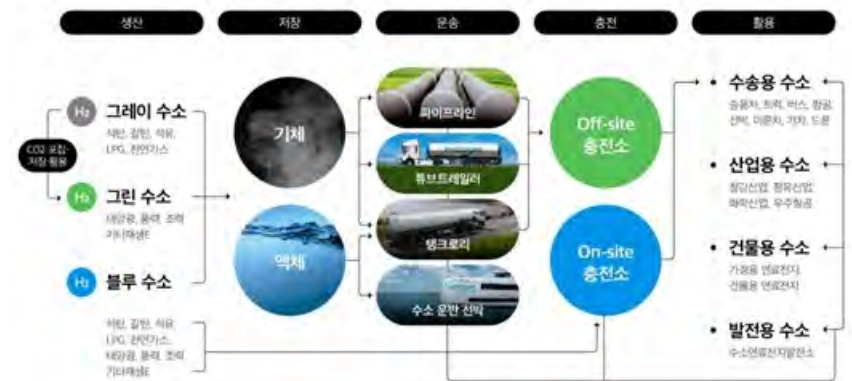 생산
저장
운송
충전
활용
H₂
그레이 수소
석탄, 갈탄, 석유,
LPG, 천연가스
CO2 포집·
저장·활용
H₂
그린 수소
태양광, 풍력, 조력
기타재생E
H₂
블루 수소
석탄, 갈탄, 석유
LPG, 천연가스,
태양광, 풍력, 조력
기타재생E
기체
액체
파이프라인
튜브트레일러
탱크로리
수소 운반 선박
Off-site
충전소
On-site
충전소
수송용 수소
승용차, 트럭, 버스, 항공,
선박, 이륜차, 기차, 드론
산업용 수소
철강산업, 정유산업,
화학산업, 우주항공
건물용 수소
가정용 연료전지,
건물용 연료전지
발전용 수소
수소연료전지발전소